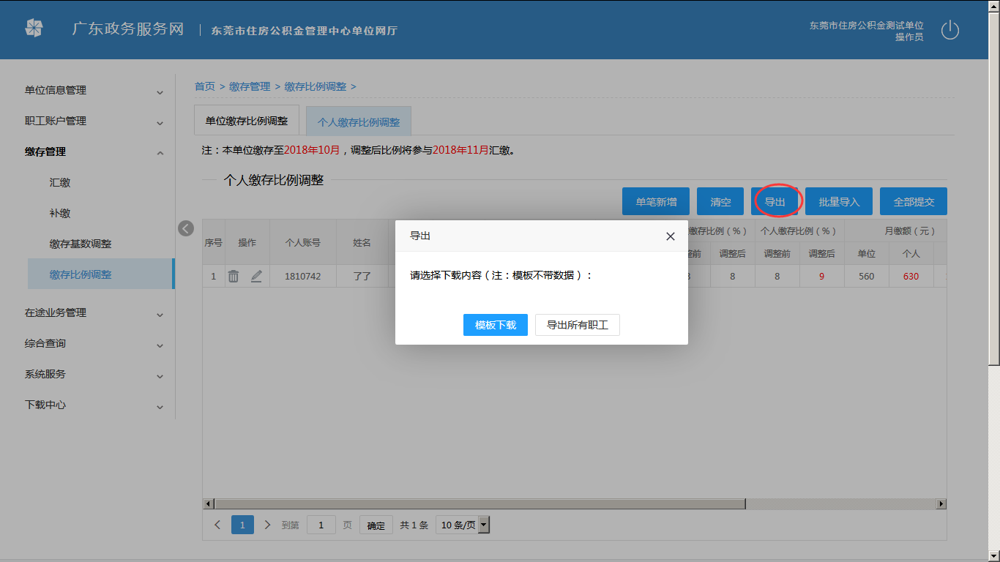 广东政务服务网 | 东莞市住房公积金管理中心单位网厅
东莞市住房公积金测试单位
操作员
单位信息管理
职工账户管理
缴存管理
汇缴
补缴
缴存基数调整
缴存比例调整
在途业务管理
综合查询
系统服务
下载中心
首页 > 缴存管理 > 缴存比例调整 >
单位缴存比例调整 个人缴存比例调整
注：本单位缴存至2018年10月，调整后比例将参与2018年11月汇缴。
个人缴存比例调整
单笔新增 清空 导出 批量导入 全部提交
序号 操作 个人账号 姓名 缴存比例（%） 个人缴存比例（%） 月缴额（元）
调整后 调整前 调整后 单位 个人
1 1810742 了了 8 8 9 560 630
导出
请选择下载内容（注：模板不带数据）：
模板下载 导出所有职工
1 到第 1 页 确定 共 1 条 10 条/页